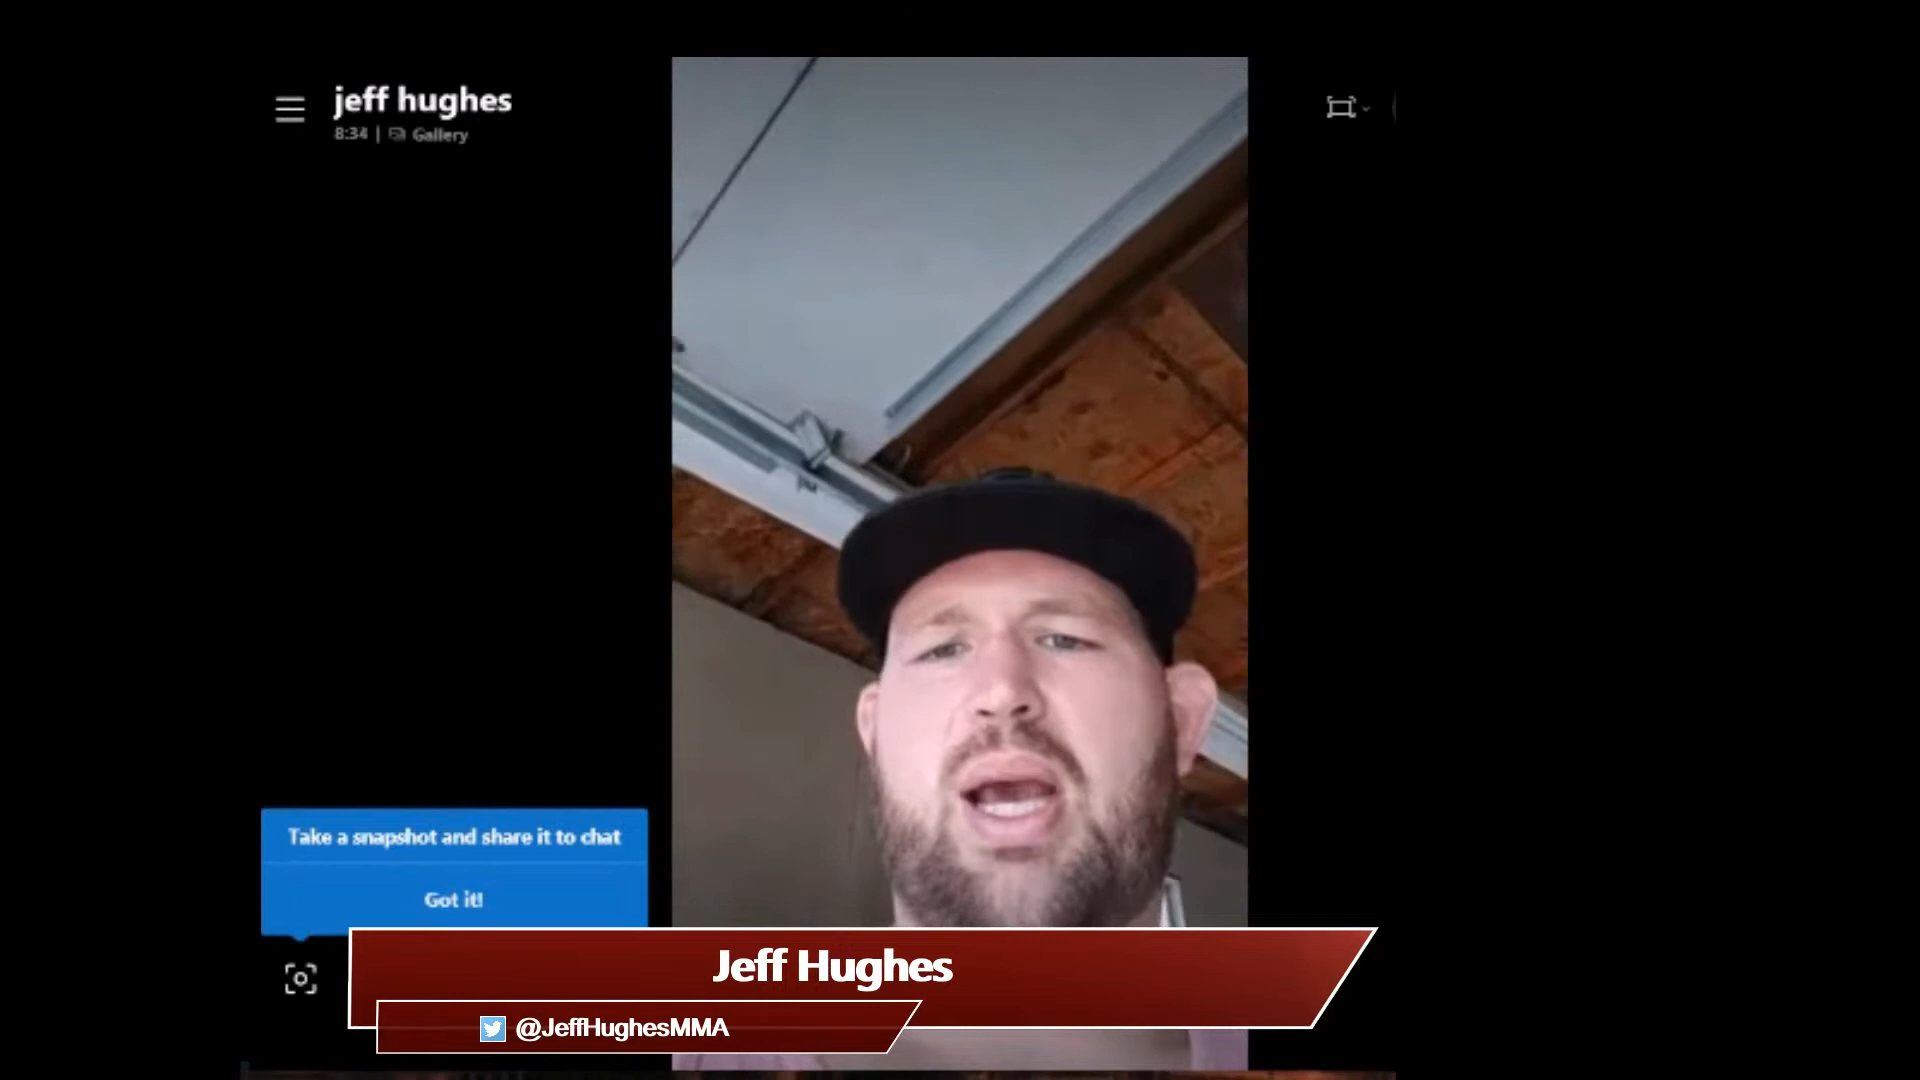 jeff hughes
8:34 | Gallery
Take a snapshot and share it to chat
Got it!
Jeff Hughes
@JeffHughesMMA